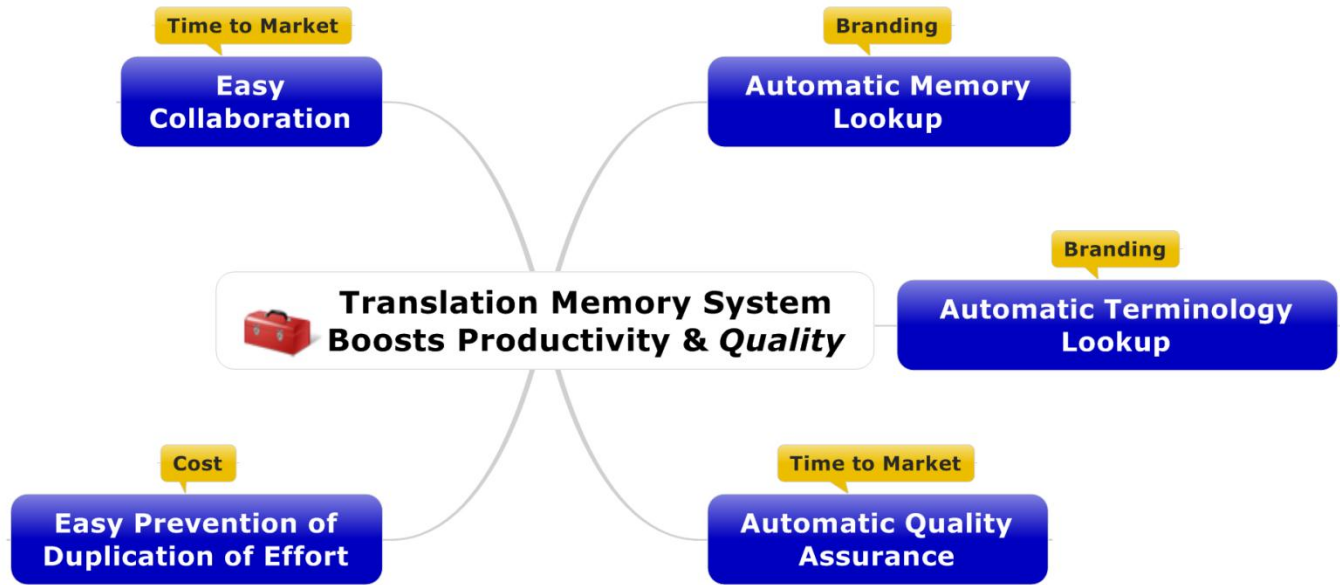 Time to Market
Easy
Collaboration
Branding
Automatic Memory
Lookup
Translation Memory System
Boosts Productivity & Quality
Branding
Automatic Terminology
Lookup
Cost
Easy Prevention of
Duplication of Effort
Time to Market
Automatic Quality
Assurance